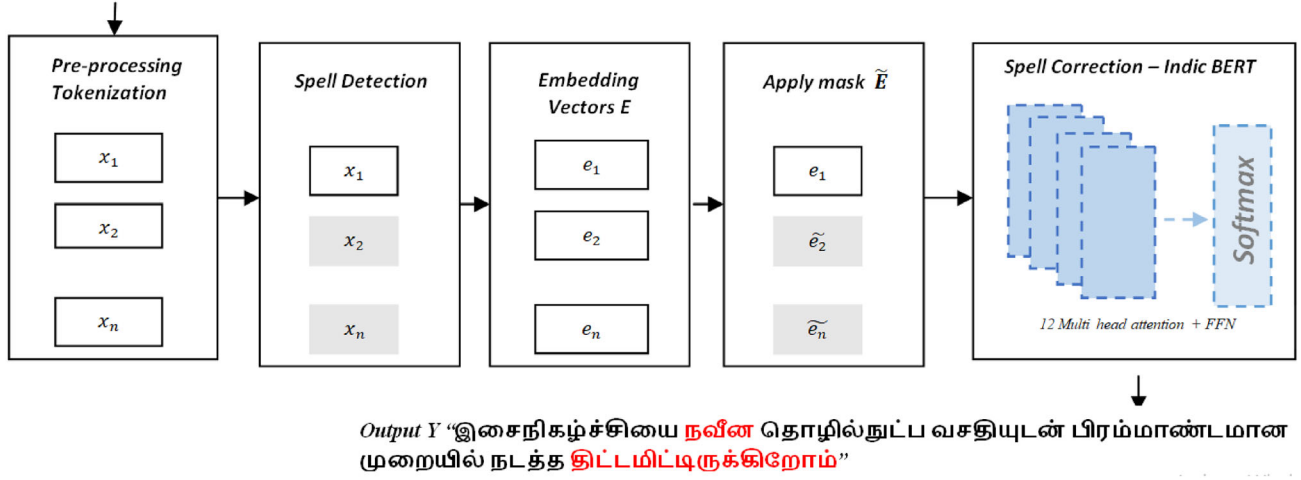 Pre-processing
Tokenization
x₁
x₂
xₙ
Spell Detection
x₁
x₂
xₙ
Embedding
Vectors E
e₁
e₂
eₙ
Apply mask Ẽ
e₁
ẽ₂
ẽₙ
Spell Correction – Indic BERT
Softmax
12 Multi head attention + FFN
Output Y “இசைநிகழ்ச்சியை நவீன தொழில்நுட்ப வசதியுடன் பிரம்மாண்டமான
முறையில் நடத்த திட்டமிட்டிருக்கிறோம்”